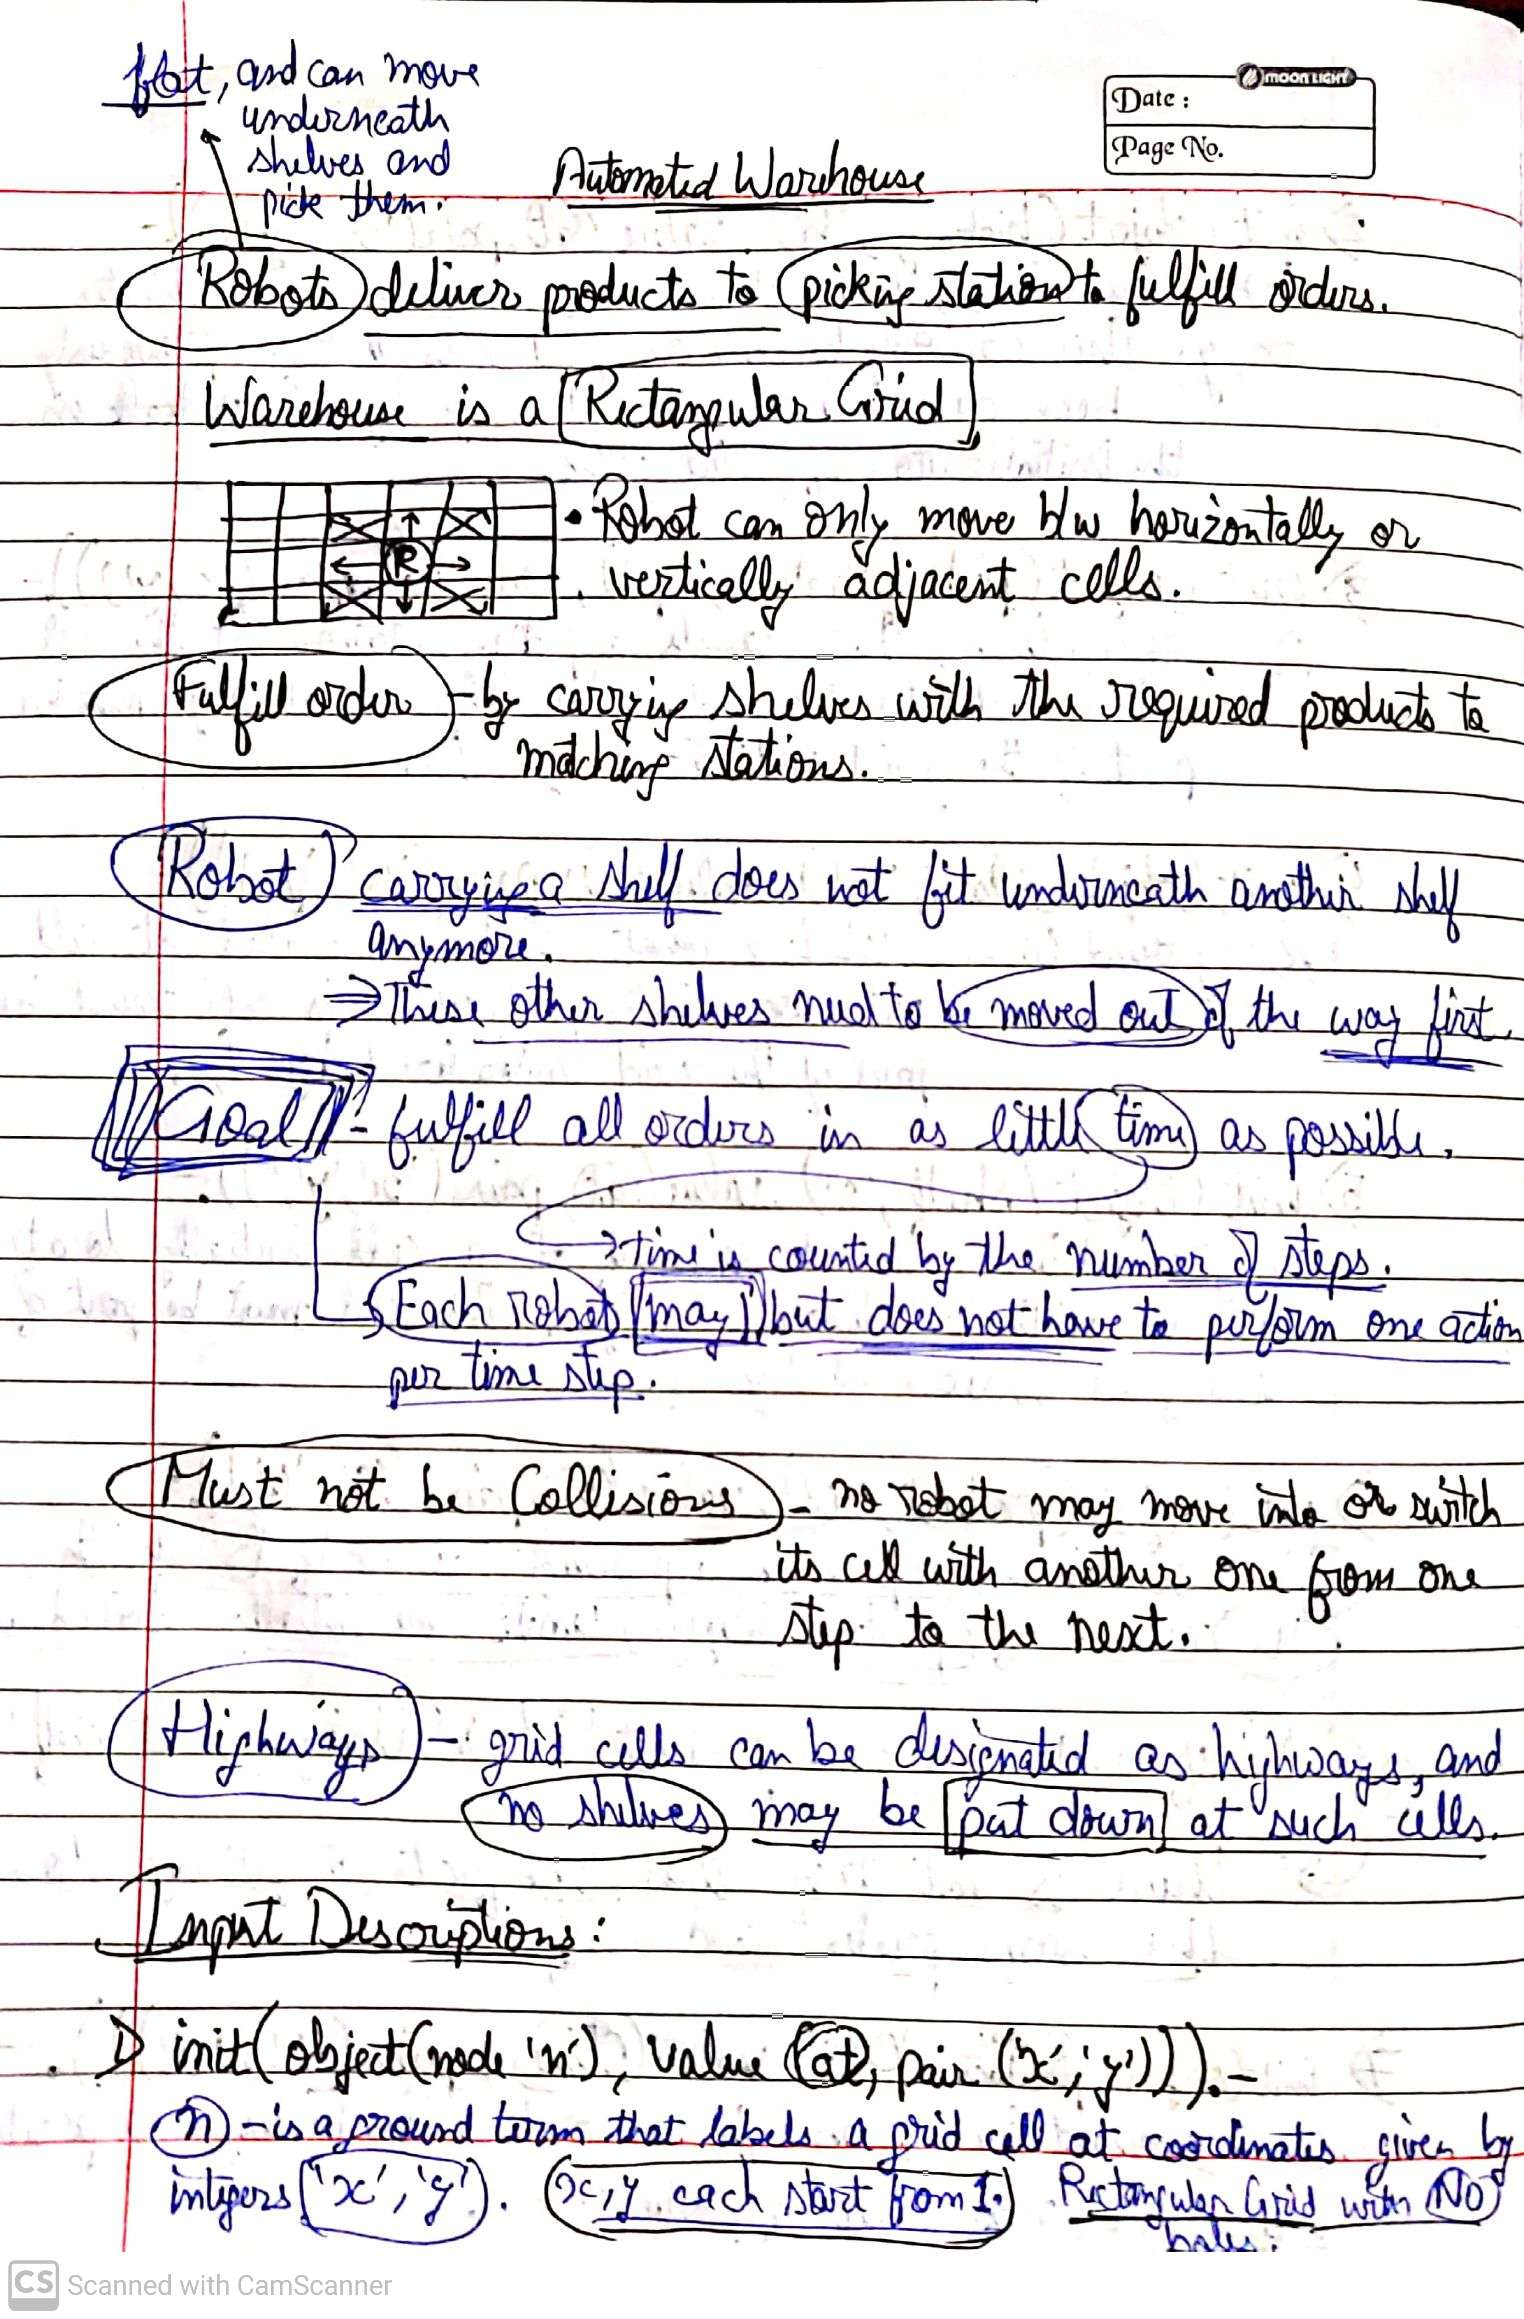 flat, and can move
underneath
shelves and
pick them.
MOON LIGHT
Date :
Page No.
Automated Warehouse
Robots deliver products to picking station to fulfill orders.
Warehouse is a Rectangular Grid
R
• Robot can only move b/w horizontally or
vertically adjacent cells.
Fulfill order - by carrying shelves with the required products to
matching stations.
Robot carrying a shelf does not fit underneath another shelf
anymore.
⇒ These other shelves need to be moved out of the way first.
Goal - fulfill all orders in as little time as possible.
→ time is counted by the number of steps.
Each robot may but does not have to perform one action
per time step.
Must not be Collisions - no robot may move into or switch
its cell with another one from one
step to the next.
Highways - grid cells can be designated as highways, and
no shelves may be put down at such cells.
Input Descriptions :
1) init(object(node 'n'), value (at, pair ('x', 'y'))). -
n - is a ground term that labels a grid cell at coordinates given by
integers 'x', 'y'. x, y each start from 1. Rectangular Grid with NO
holes.
CS Scanned with CamScanner